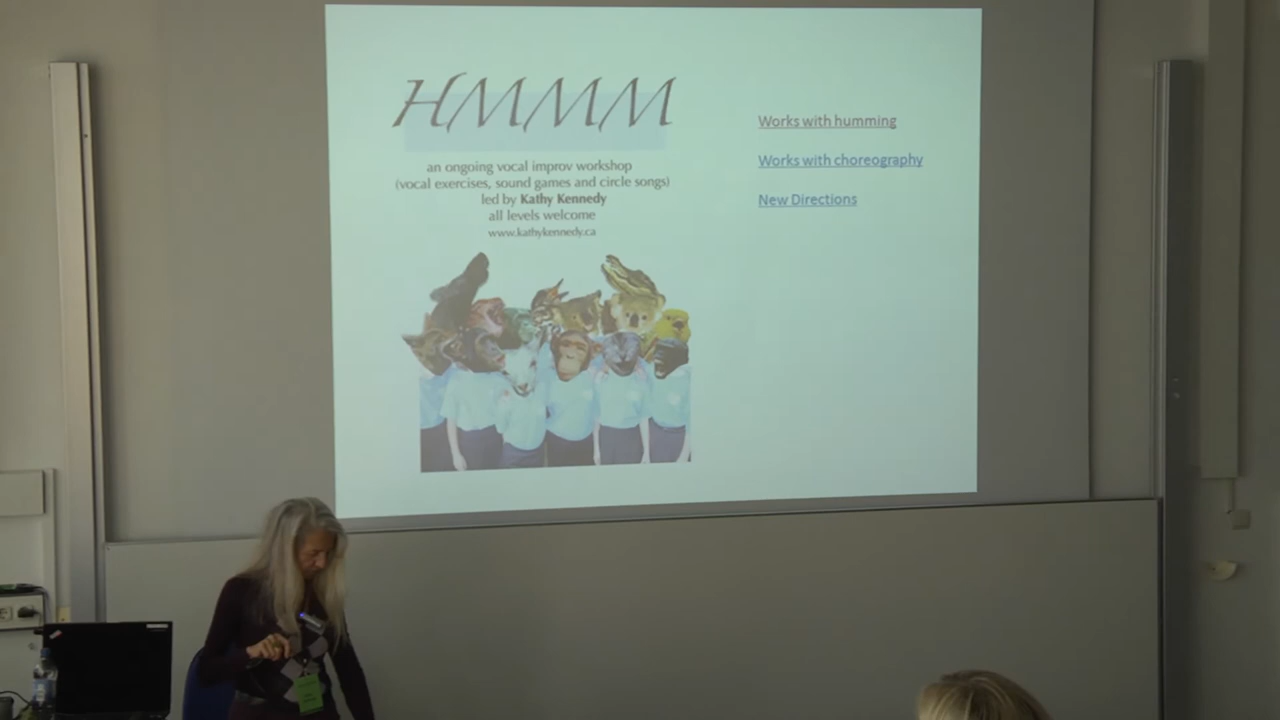 HMMM
an ongoing vocal improv workshop
(vocal exercises, sound games and circle songs)
led by Kathy Kennedy
all levels welcome
www.kathykennedy.ca
Works with humming
Works with choreography
New Directions